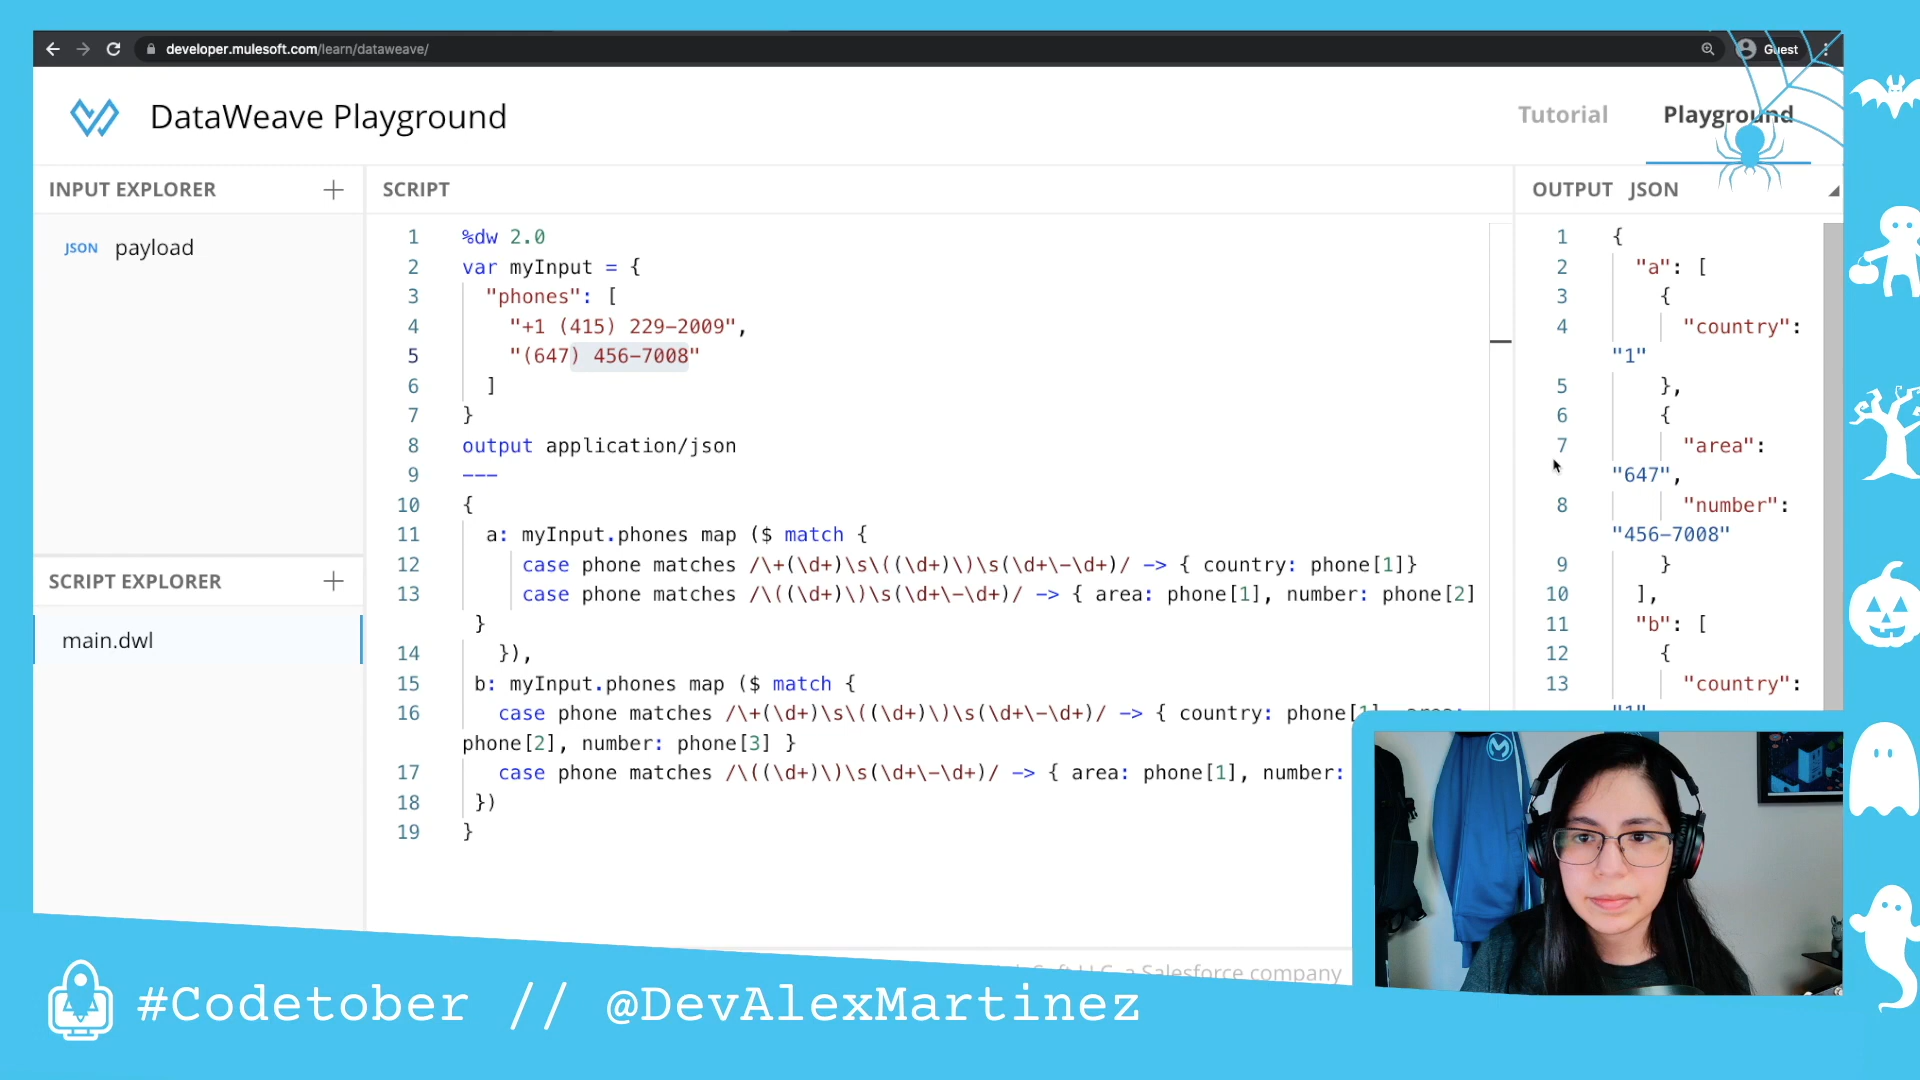 developer.mulesoft.com/learn/dataweave/
Guest
DataWeave Playground
Tutorial
Playground
INPUT EXPLORER
JSON payload
SCRIPT EXPLORER
main.dwl
SCRIPT
1 %dw 2.0
2 var myInput = {
3 "phones": [
4 "+1 (415) 229-2009",
5 "(647) 456-7008"
6 ]
7 }
8 output application/json
9 ---
10 {
11 a: myInput.phones map ($ match {
12 case phone matches /\+(\d+)\s\((\d+)\)\s(\d+\-\d+)/ -> { country: phone[1]}
13 case phone matches /\((\d+)\)\s(\d+\-\d+)/ -> { area: phone[1], number: phone[2]
}
14 }),
15 b: myInput.phones map ($ match {
16 case phone matches /\+(\d+)\s\((\d+)\)\s(\d+\-\d+)/ -> { country: phone[1], area:
phone[2], number: phone[3] }
17 case phone matches /\((\d+)\)\s(\d+\-\d+)/ -> { area: phone[1], number:
18 })
19 }
OUTPUT JSON
1 {
2 "a": [
3 {
4 "country":
"1"
5 },
6 {
7 "area":
"647",
8 "number":
"456-7008"
9 }
10 ],
11 "b": [
12 {
13 "country":
"1"
a Salesforce company
#Codetober // @DevAlexMartinez